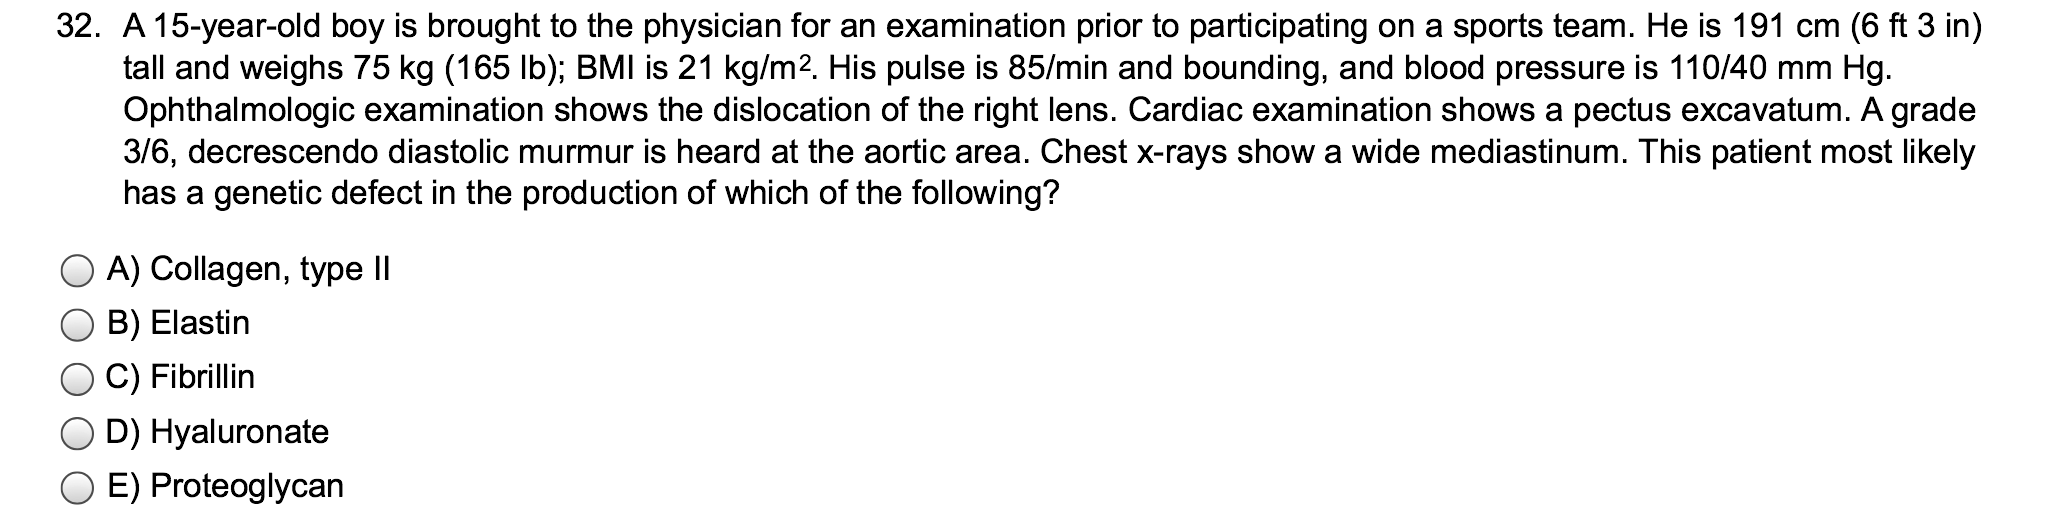 32. A 15-year-old boy is brought to the physician for an examination prior to participating on a sports team. He is 191 cm (6 ft 3 in)
tall and weighs 75 kg (165 lb); BMI is 21 kg/m². His pulse is 85/min and bounding, and blood pressure is 110/40 mm Hg.
Ophthalmologic examination shows the dislocation of the right lens. Cardiac examination shows a pectus excavatum. A grade
3/6, decrescendo diastolic murmur is heard at the aortic area. Chest x-rays show a wide mediastinum. This patient most likely
has a genetic defect in the production of which of the following?
A) Collagen, type II
B) Elastin
C) Fibrillin
D) Hyaluronate
E) Proteoglycan